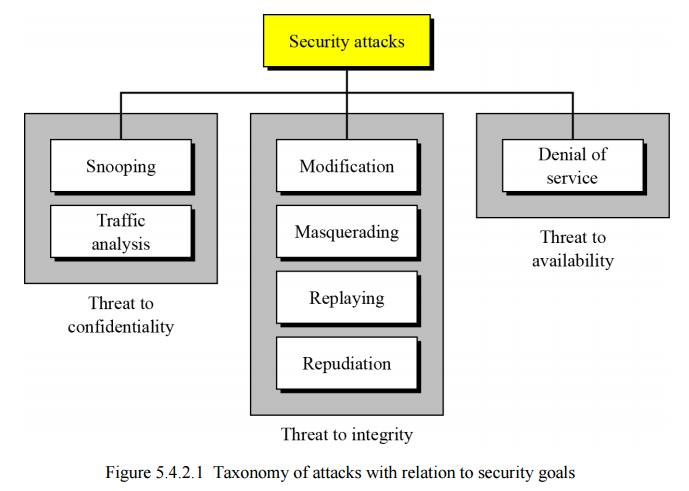 Security attacks
Snooping
Traffic
analysis
Threat to
confidentiality
Modification
Masquerading
Replaying
Repudiation
Threat to integrity
Denial of
service
Threat to
availability
Figure 5.4.2.1 Taxonomy of attacks with relation to security goals